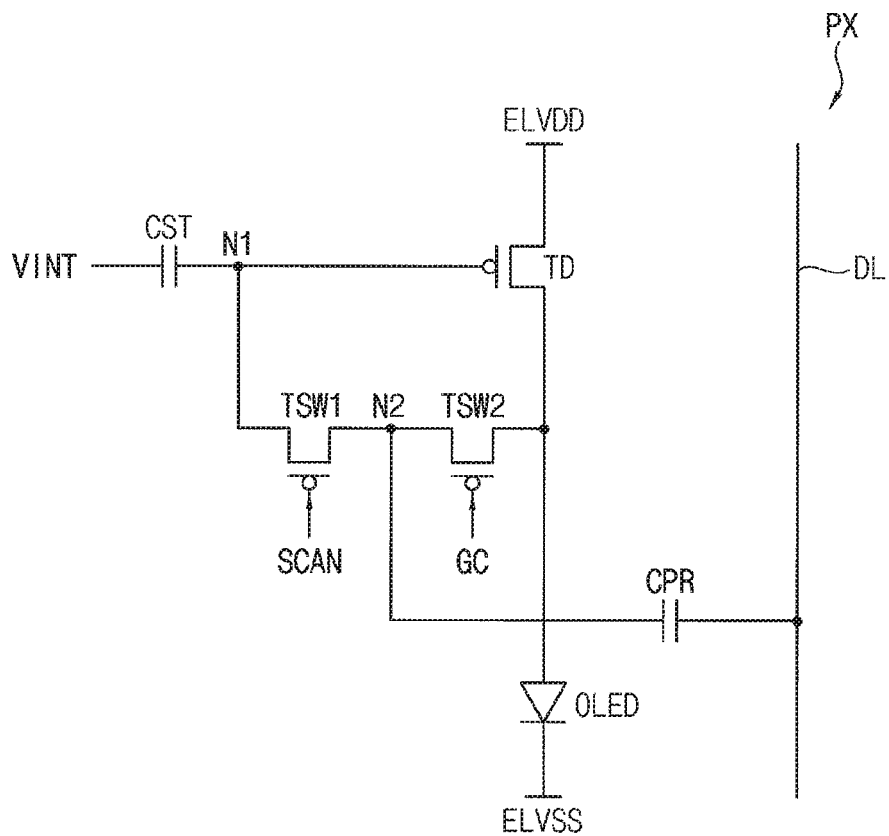 PX
ELVDD
CST
N1
VINT
TD
DL
TSW1
N2
TSW2
SCAN
GC
CPR
OLED
ELVSS